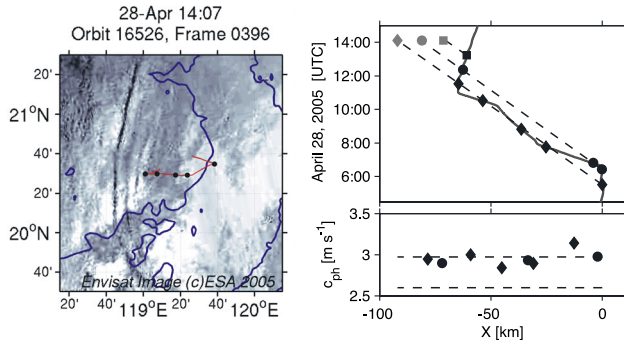 28-Apr 14:07
Orbit 16526, Frame 0396
20'
21°N
40'
20'
20°N
40'
Envisat Image (c)ESA 2005
20' 40' 119°E 20' 40' 120°E
April 28, 2005 [UTC]
14:00
12:00
10:00
8:00
6:00
c_ph [m s⁻¹]
3.5
3
2.5
-100 -50 0
X [km]